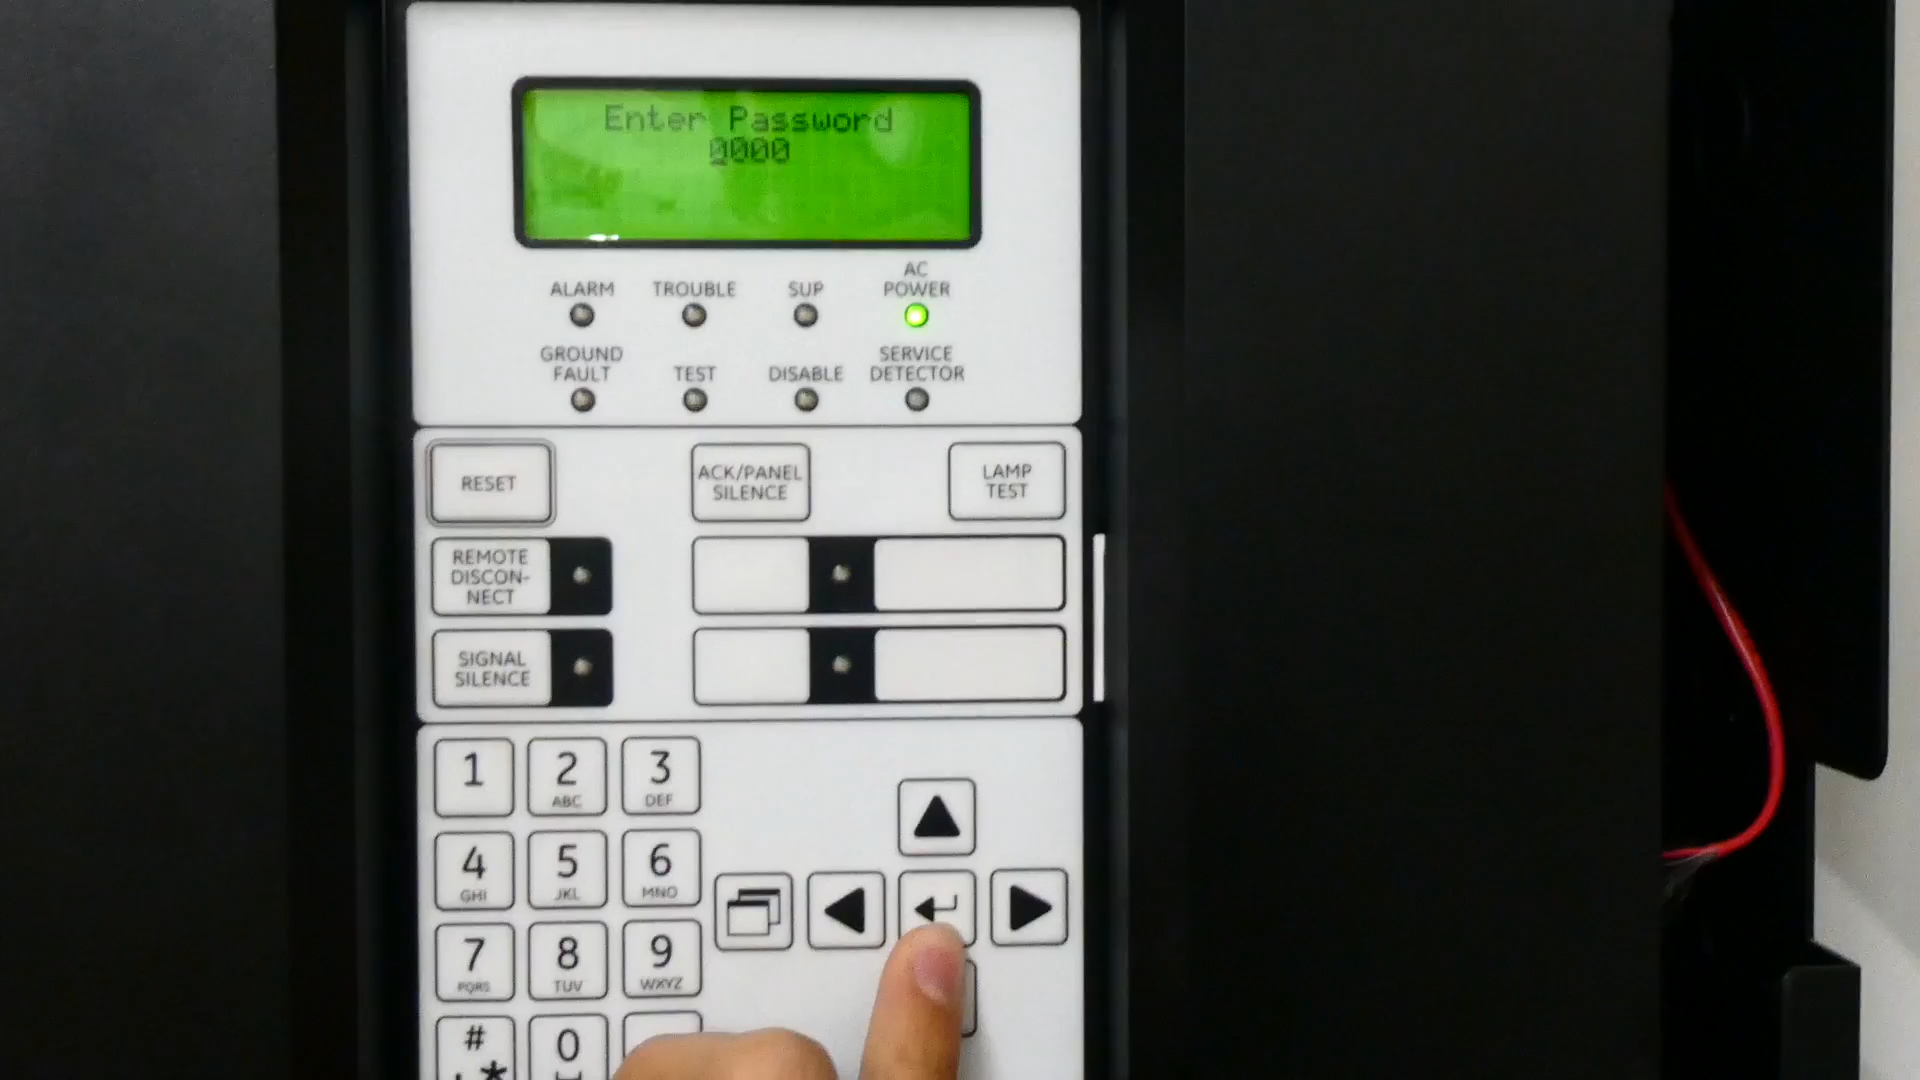 Enter Password
0000
ALARM
TROUBLE
SUP
AC
POWER
GROUND
FAULT
TEST
DISABLE
SERVICE
DETECTOR
RESET
ACK/PANEL
SILENCE
LAMP
TEST
REMOTE
DISCON-
NECT
SIGNAL
SILENCE
1
2
ABC
3
DEF
4
GHI
5
JKL
6
MNO
7
PQRS
8
TUV
9
WXYZ
#
*
0